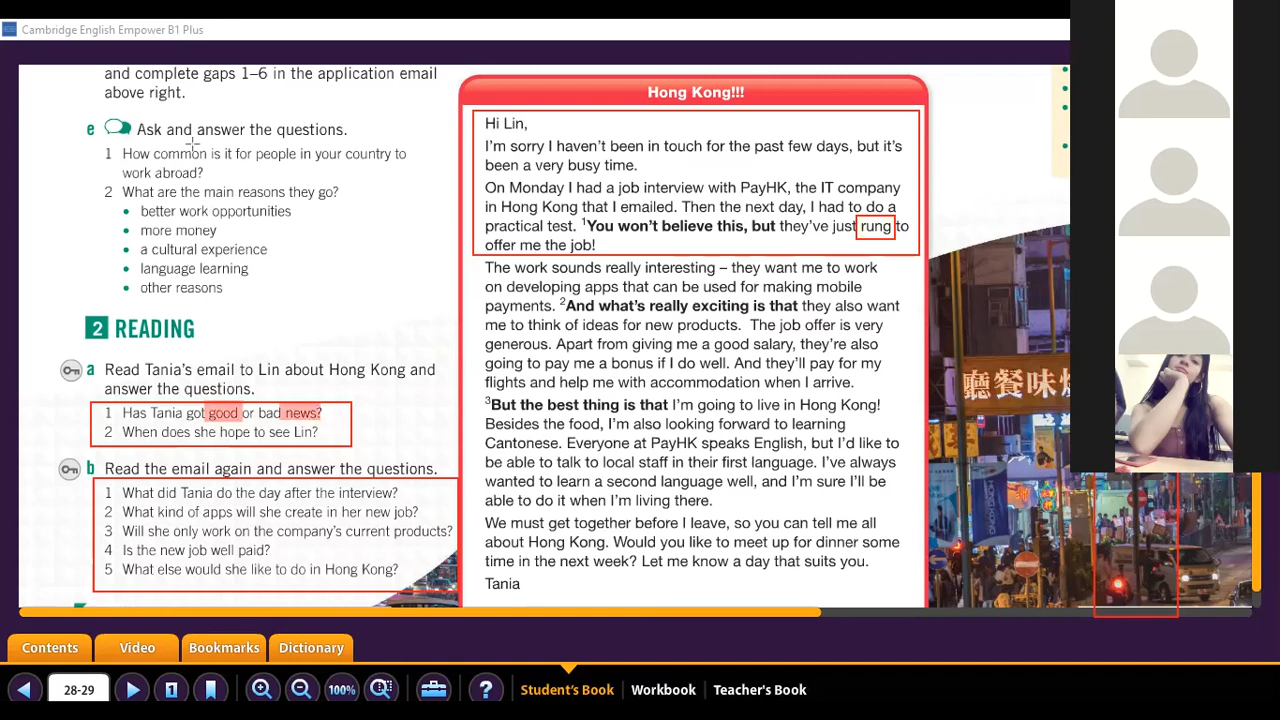 Cambridge English Empower B1 Plus
and complete gaps 1–6 in the application email
above right.
e Ask and answer the questions.
1 How common is it for people in your country to
work abroad?
2 What are the main reasons they go?
• better work opportunities
• more money
• a cultural experience
• language learning
• other reasons
2 READING
a Read Tania's email to Lin about Hong Kong and
answer the questions.
1 Has Tania got good or bad news?
2 When does she hope to see Lin?
b Read the email again and answer the questions.
1 What did Tania do the day after the interview?
2 What kind of apps will she create in her new job?
3 Will she only work on the company's current products?
4 Is the new job well paid?
5 What else would she like to do in Hong Kong?
Hong Kong!!!
Hi Lin,
I'm sorry I haven't been in touch for the past few days, but it's
been a very busy time.
On Monday I had a job interview with PayHK, the IT company
in Hong Kong that I emailed. Then the next day, I had to do a
practical test. 1You won't believe this, but they've just rung to
offer me the job!
The work sounds really interesting – they want me to work
on developing apps that can be used for making mobile
payments. 2And what's really exciting is that they also want
me to think of ideas for new products. The job offer is very
generous. Apart from giving me a good salary, they're also
going to pay me a bonus if I do well. And they'll pay for my
flights and help me with accommodation when I arrive.
3But the best thing is that I'm going to live in Hong Kong!
Besides the food, I'm also looking forward to learning
Cantonese. Everyone at PayHK speaks English, but I'd like to
be able to talk to local staff in their first language. I've always
wanted to learn a second language well, and I'm sure I'll be
able to do it when I'm living there.
We must get together before I leave, so you can tell me all
about Hong Kong. Would you like to meet up for dinner some
time in the next week? Let me know a day that suits you.
Tania
廳餐味
Contents
Video
Bookmarks
Dictionary
28-29
1
100%
?
Student's Book
Workbook
Teacher's Book